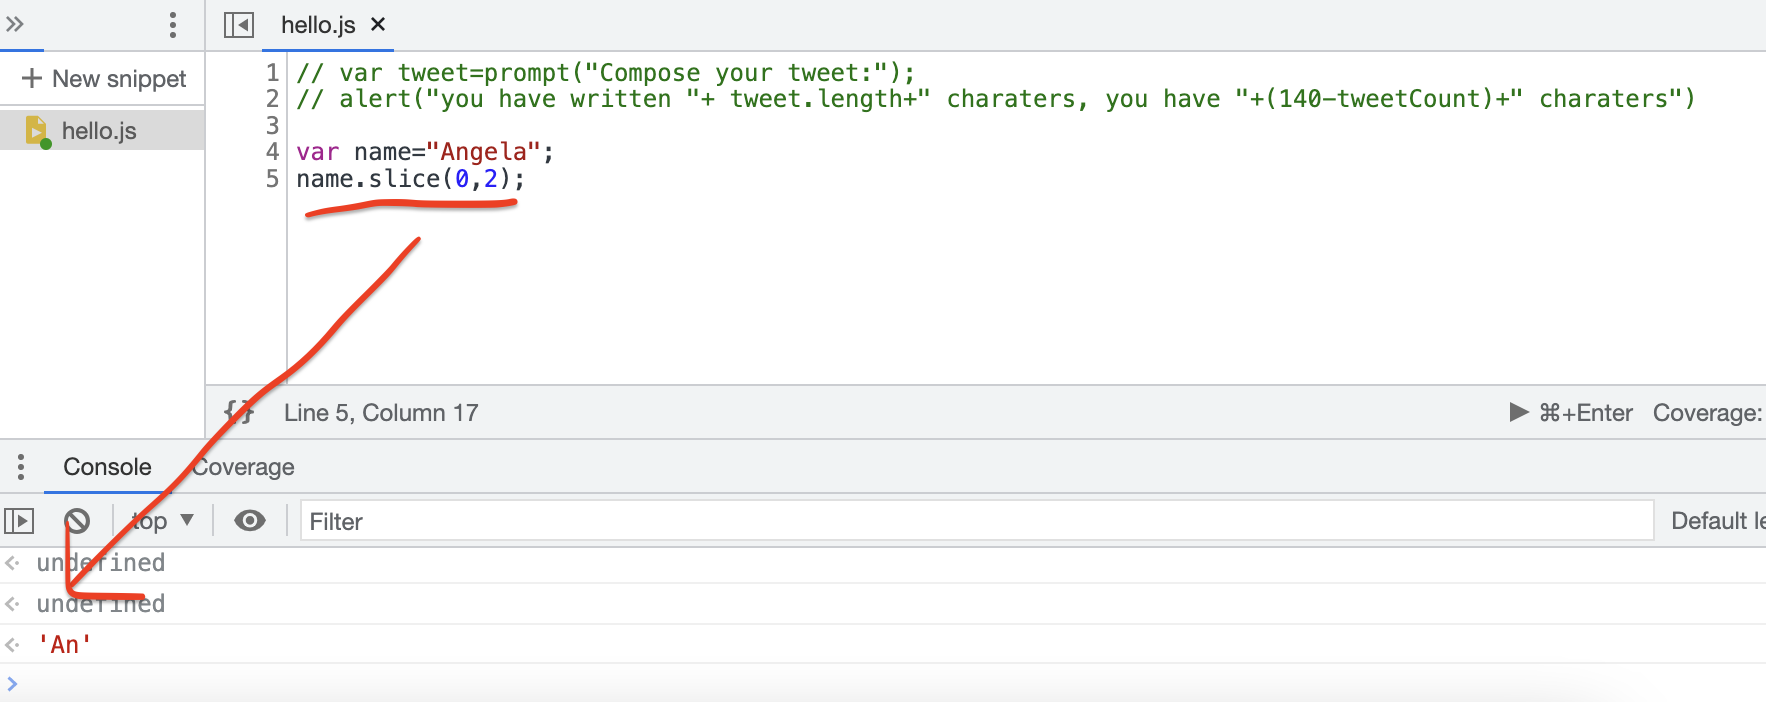 hello.js
New snippet
hello.js
1 // var tweet=prompt("Compose your tweet:");
2 // alert("you have written "+ tweet.length+" charaters, you have "+(140-tweetCount)+" charaters")
3
4 var name="Angela";
5 name.slice(0,2);
{} Line 5, Column 17
⌘+Enter Coverage:
Console Coverage
top Filter Default le
undefined
undefined
'An'